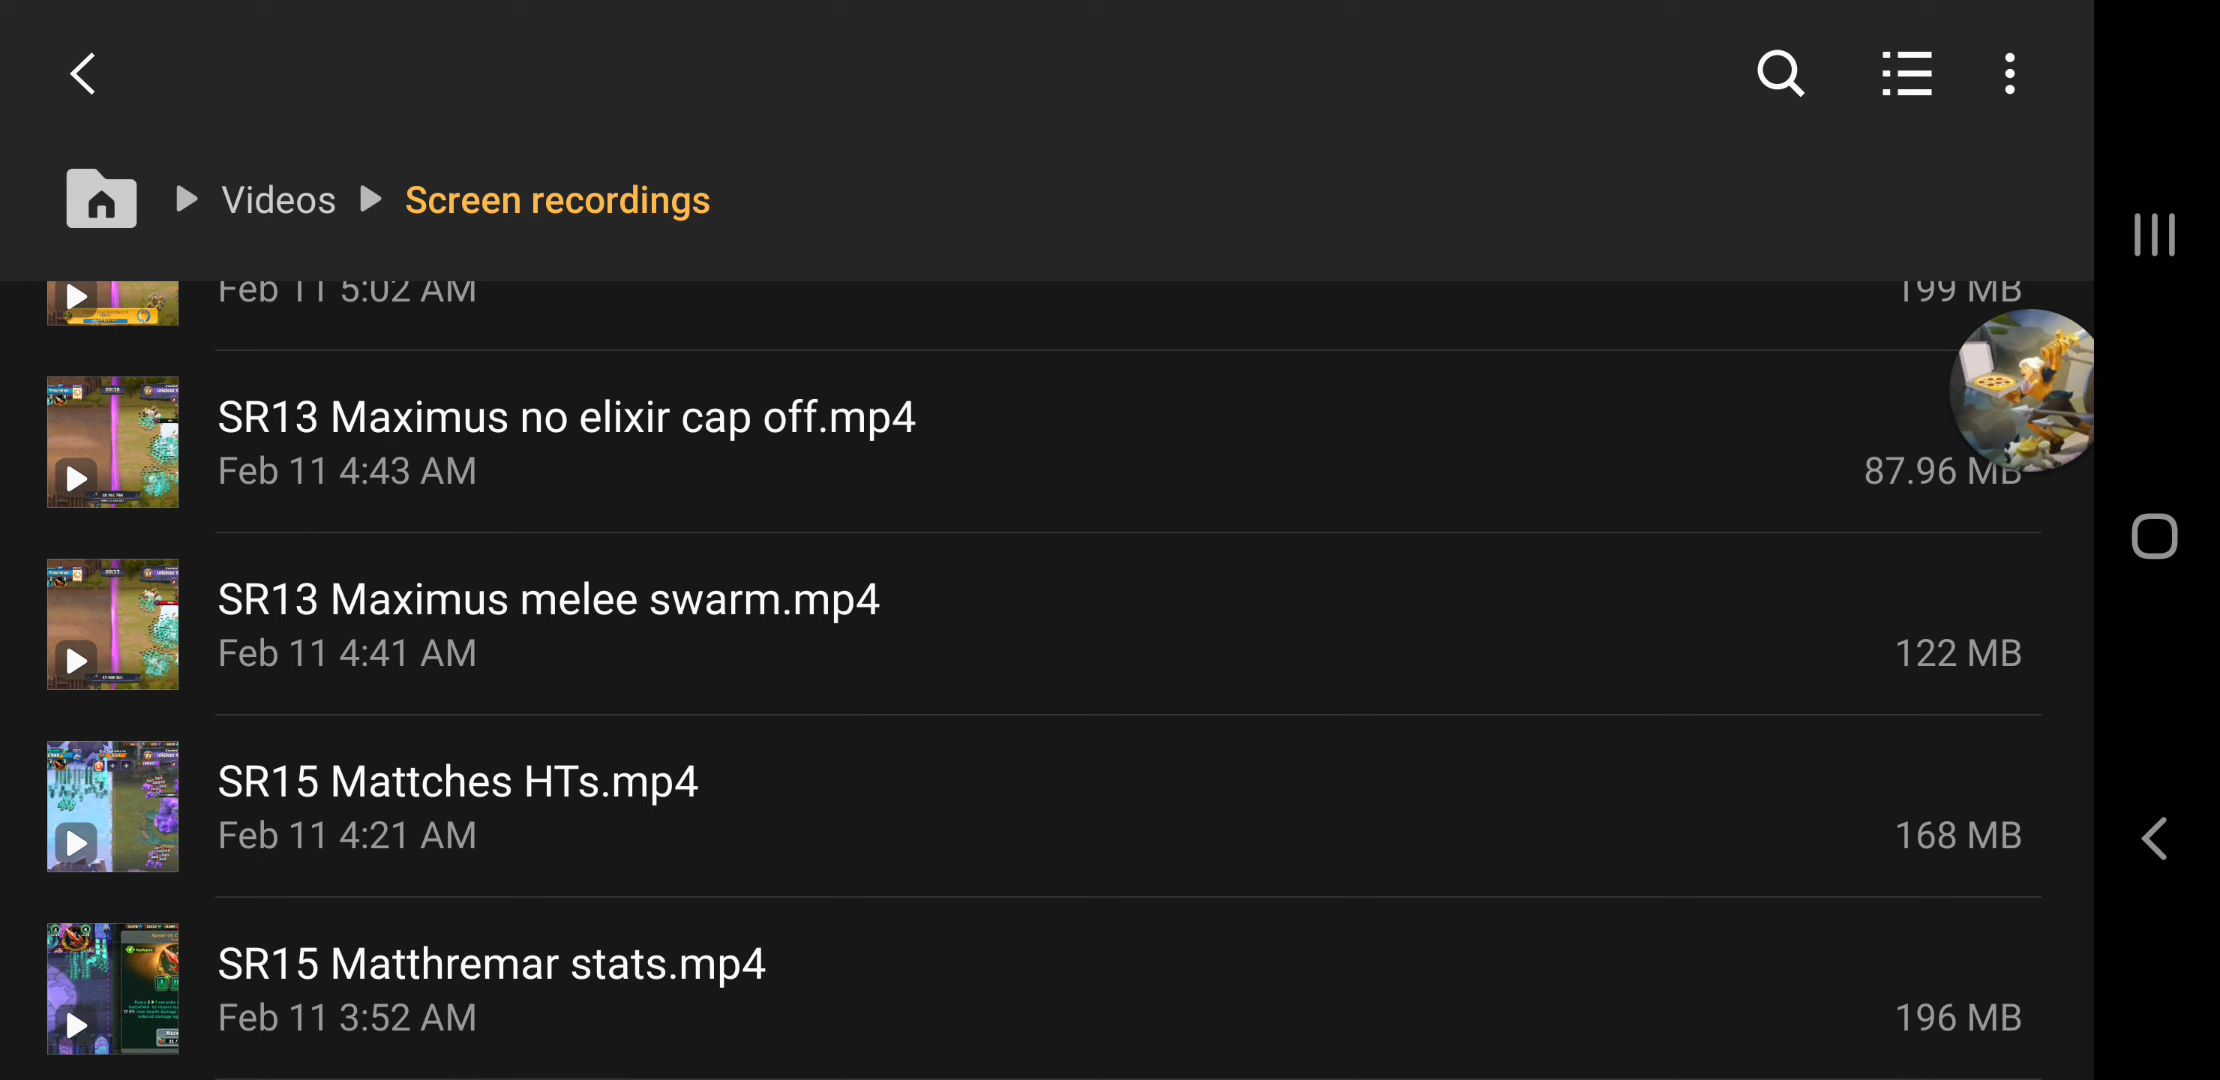 Videos
Screen recordings
Feb 11 5:02 AM
199 MB
SR13 Maximus no elixir cap off.mp4
Feb 11 4:43 AM
87.96 MB
SR13 Maximus melee swarm.mp4
Feb 11 4:41 AM
122 MB
SR15 Mattches HTs.mp4
Feb 11 4:21 AM
168 MB
SR15 Matthremar stats.mp4
Feb 11 3:52 AM
196 MB